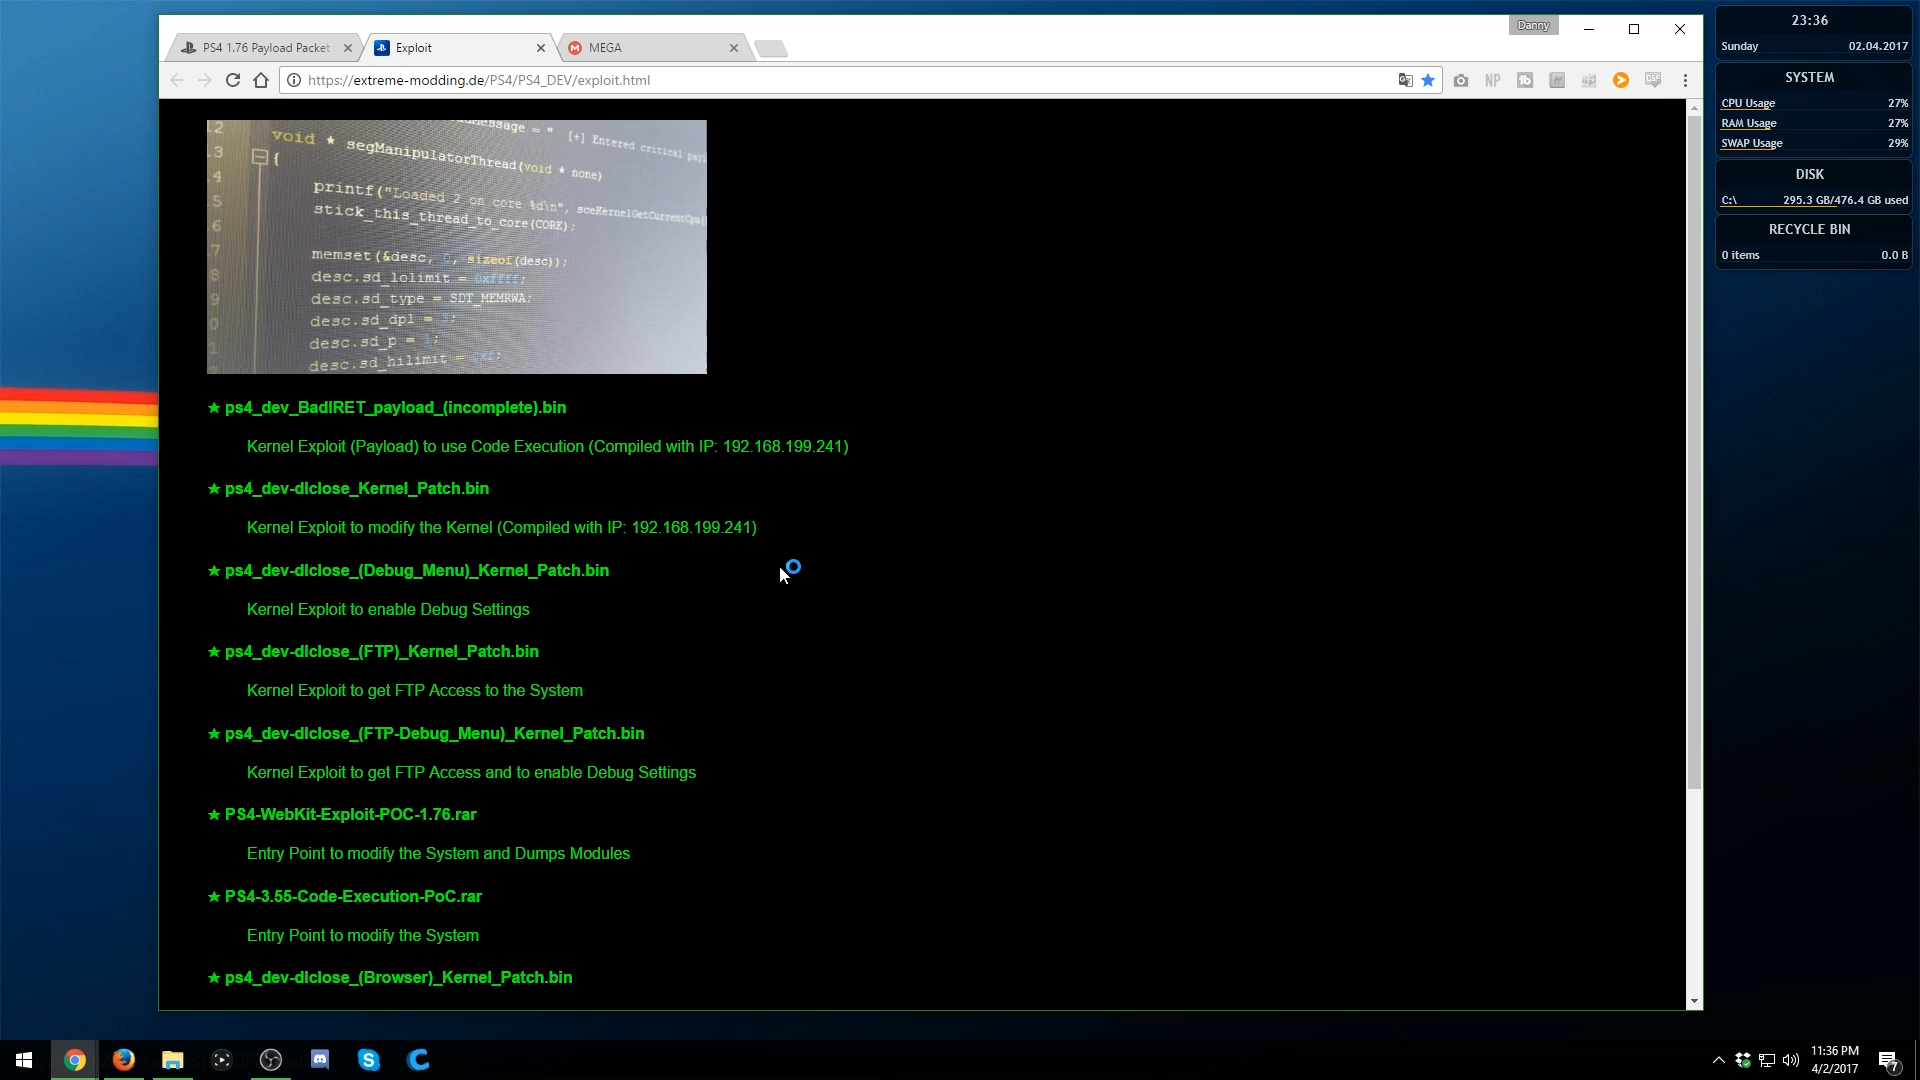 Danny
PS4 1.76 Payload Packet
Exploit
MEGA
https://extreme-modding.de/PS4/PS4_DEV/exploit.html
NP
void * segManipulatorThread(void * none)
{
printf("Loaded 2 on core %d\n", sceKernelGetCurrentCpu(
stick_this_thread_to_core(CORE);
memset(&desc, 0, sizeof(desc));
desc.sd_lolimit = 0xffff;
desc.sd_type = SDT_MEMRWA;
desc.sd_dpl =
desc.sd_p = 1;
desc.sd_hilimit = 0xf;
★ ps4_dev_BadIRET_payload_(incomplete).bin
Kernel Exploit (Payload) to use Code Execution (Compiled with IP: 192.168.199.241)
★ ps4_dev-dlclose_Kernel_Patch.bin
Kernel Exploit to modify the Kernel (Compiled with IP: 192.168.199.241)
★ ps4_dev-dlclose_(Debug_Menu)_Kernel_Patch.bin
Kernel Exploit to enable Debug Settings
★ ps4_dev-dlclose_(FTP)_Kernel_Patch.bin
Kernel Exploit to get FTP Access to the System
★ ps4_dev-dlclose_(FTP-Debug_Menu)_Kernel_Patch.bin
Kernel Exploit to get FTP Access and to enable Debug Settings
★ PS4-WebKit-Exploit-POC-1.76.rar
Entry Point to modify the System and Dumps Modules
★ PS4-3.55-Code-Execution-PoC.rar
Entry Point to modify the System
★ ps4_dev-dlclose_(Browser)_Kernel_Patch.bin
23:36
Sunday 02.04.2017
SYSTEM
CPU Usage 27%
RAM Usage 27%
SWAP Usage 29%
DISK
C:\ 295.3 GB/476.4 GB used
RECYCLE BIN
0 items 0.0 B
11:36 PM
4/2/2017
7